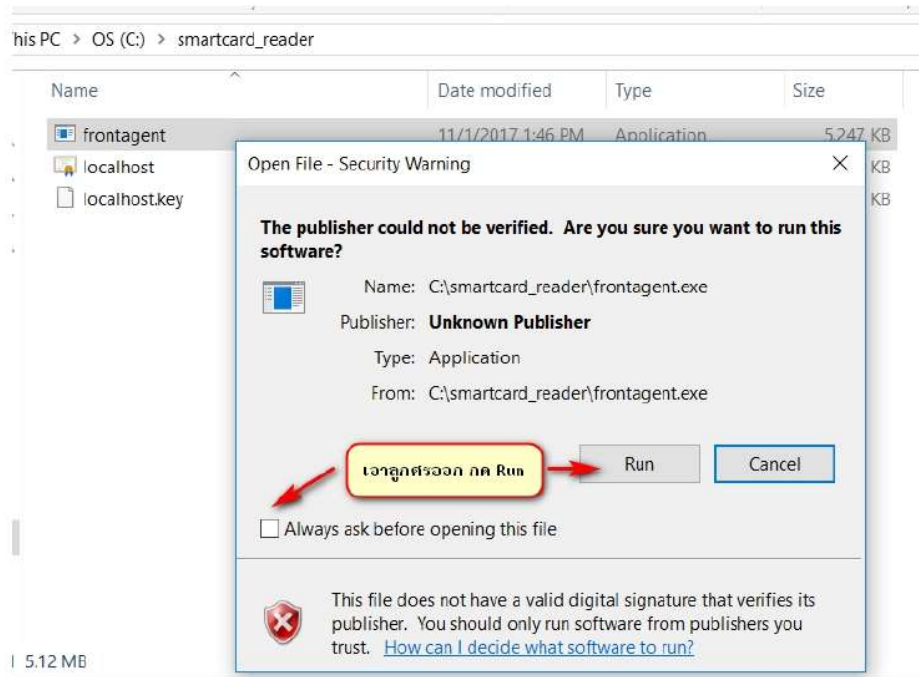 his PC > OS (C:) > smartcard_reader
Name Date modified Type Size
frontagent 11/1/2017 1:46 PM Application 5,247 KB
localhost KB
localhost.key KB
Open File - Security Warning
The publisher could not be verified. Are you sure you want to run this
software?
Name: C:\smartcard_reader\frontagent.exe
Publisher: Unknown Publisher
Type: Application
From: C:\smartcard_reader\frontagent.exe
เอาลูกศรออก กด Run
Run Cancel
Always ask before opening this file
This file does not have a valid digital signature that verifies its
publisher. You should only run software from publishers you
trust. How can I decide what software to run?
5.12 MB